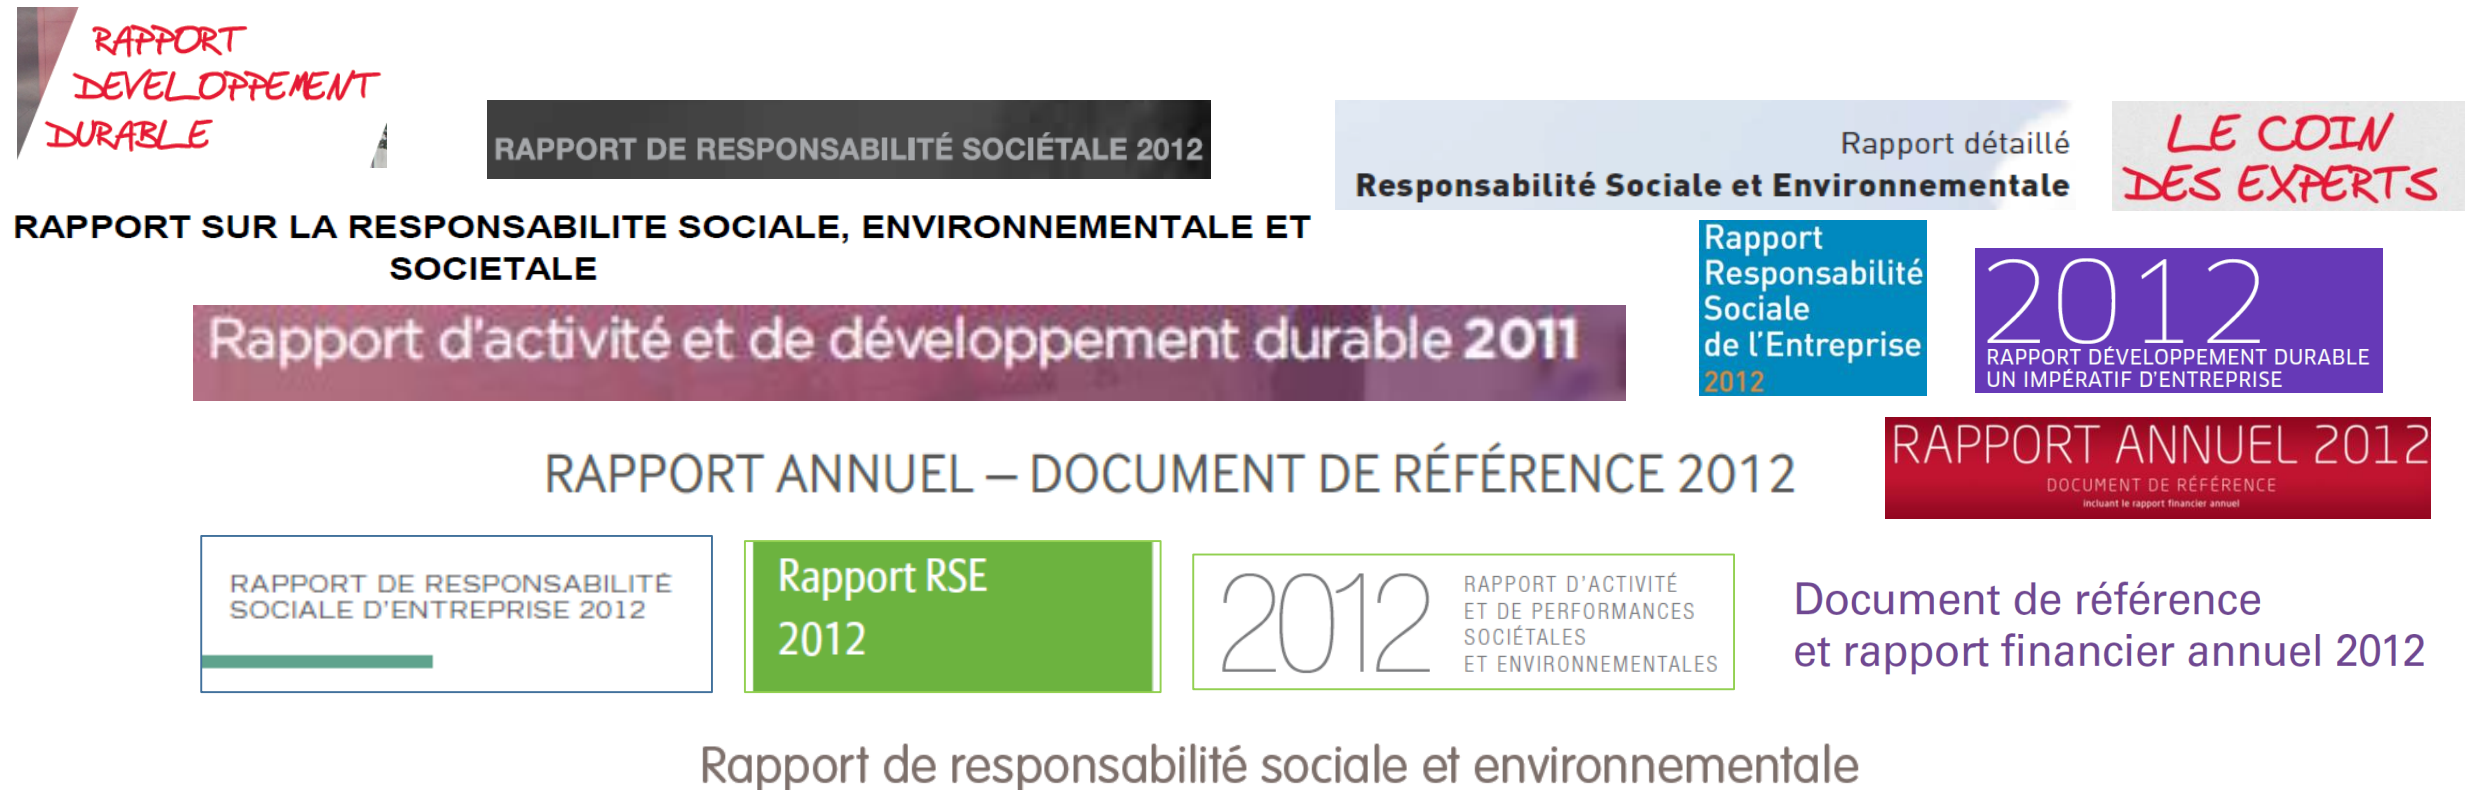 RAPPORT
DEVELOPPEMENT
DURABLE
RAPPORT DE RESPONSABILITÉ SOCIÉTALE 2012
Rapport détaillé
Responsabilité Sociale et Environnementale
LE COIN
DES EXPERTS
RAPPORT SUR LA RESPONSABILITE SOCIALE, ENVIRONNEMENTALE ET
SOCIETALE
Rapport
Responsabilité
Sociale
de l'Entreprise
2012
2012
RAPPORT DÉVELOPPEMENT DURABLE
UN IMPÉRATIF D'ENTREPRISE
Rapport d'activité et de développement durable 2011
RAPPORT ANNUEL – DOCUMENT DE RÉFÉRENCE 2012
RAPPORT ANNUEL 2012
DOCUMENT DE RÉFÉRENCE
incluant le rapport financier annuel
RAPPORT DE RESPONSABILITÉ
SOCIALE D'ENTREPRISE 2012
Rapport RSE
2012
2012
RAPPORT D'ACTIVITÉ
ET DE PERFORMANCES
SOCIÉTALES
ET ENVIRONNEMENTALES
Document de référence
et rapport financier annuel 2012
Rapport de responsabilité sociale et environnementale